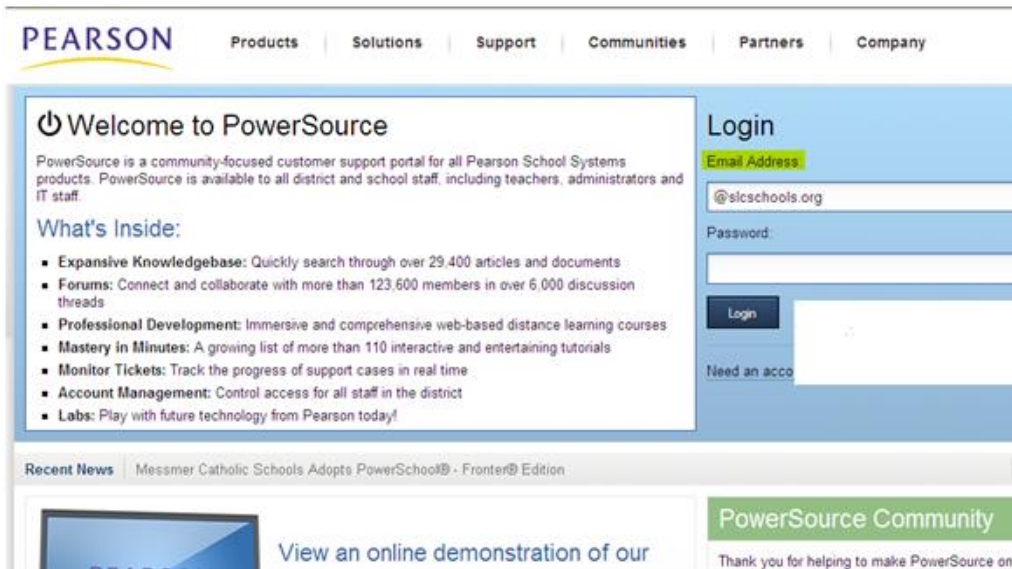 PEARSON
Products Solutions Support Communities Partners Company
Welcome to PowerSource
PowerSource is a community-focused customer support portal for all Pearson School Systems
products. PowerSource is available to all district and school staff, including teachers, administrators and
IT staff.
What's Inside:
Expansive Knowledgebase: Quickly search through over 29,400 articles and documents
Forums: Connect and collaborate with more than 123,600 members in over 6,000 discussion
threads
Professional Development: Immersive and comprehensive web-based distance learning courses
Mastery in Minutes: A growing list of more than 110 interactive and entertaining tutorials
Monitor Tickets: Track the progress of support cases in real time
Account Management: Control access for all staff in the district
Labs: Play with future technology from Pearson today!
Login
Email Address:
@slcschools.org
Password:
Login
Need an acco
Recent News Messmer Catholic Schools Adopts PowerSchool® - Fronter® Edition
View an online demonstration of our
PowerSource Community
Thank you for helping to make PowerSource on